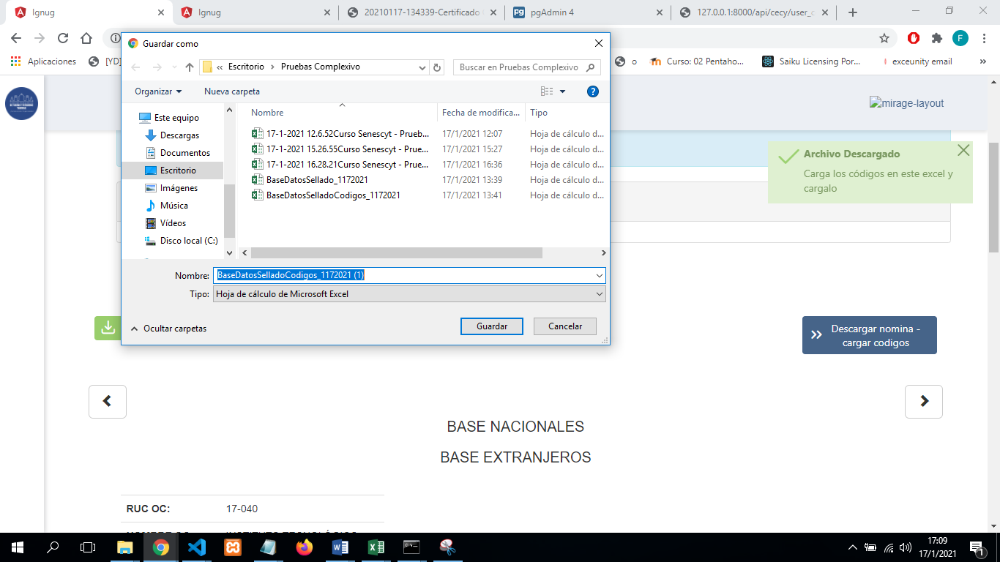 Ignug
Ignug
20210117-134339-Certificado
pgAdmin 4
127.0.0.1:8000/api/cecy/user_
F
Aplicaciones
[YD]
o
Curso: 02 Pentaho...
Saiku Licensing Por...
exceunity email
»
Guardar como
«
Escritorio
Pruebas Complexivo
Buscar en Pruebas Complexivo
Organizar
Nueva carpeta
?
Este equipo
Descargas
Documentos
Escritorio
Imágenes
Música
Vídeos
Disco local (C:)
Nombre Fecha de modifica... Tipo
17-1-2021 12.6.52Curso Senescyt - Prueb... 17/1/2021 12:07 Hoja de cálculo d...
17-1-2021 15.26.55Curso Senescyt - Prue... 17/1/2021 15:27 Hoja de cálculo d...
17-1-2021 16.28.21Curso Senescyt - Prue... 17/1/2021 16:36 Hoja de cálculo d...
BaseDatosSellado_1172021 17/1/2021 13:39 Hoja de cálculo d...
BaseDatosSelladoCodigos_1172021 17/1/2021 13:41 Hoja de cálculo d...
Nombre: BaseDatosSelladoCodigos_1172021 (1)
Tipo: Hoja de cálculo de Microsoft Excel
Ocultar carpetas
Guardar
Cancelar
mirage-layout
Archivo Descargado
Carga los códigos en este excel y
cargalo
Descargar nomina -
cargar codigos
BASE NACIONALES
BASE EXTRANJEROS
RUC OC: 17-040
17:09
17/1/2021
1